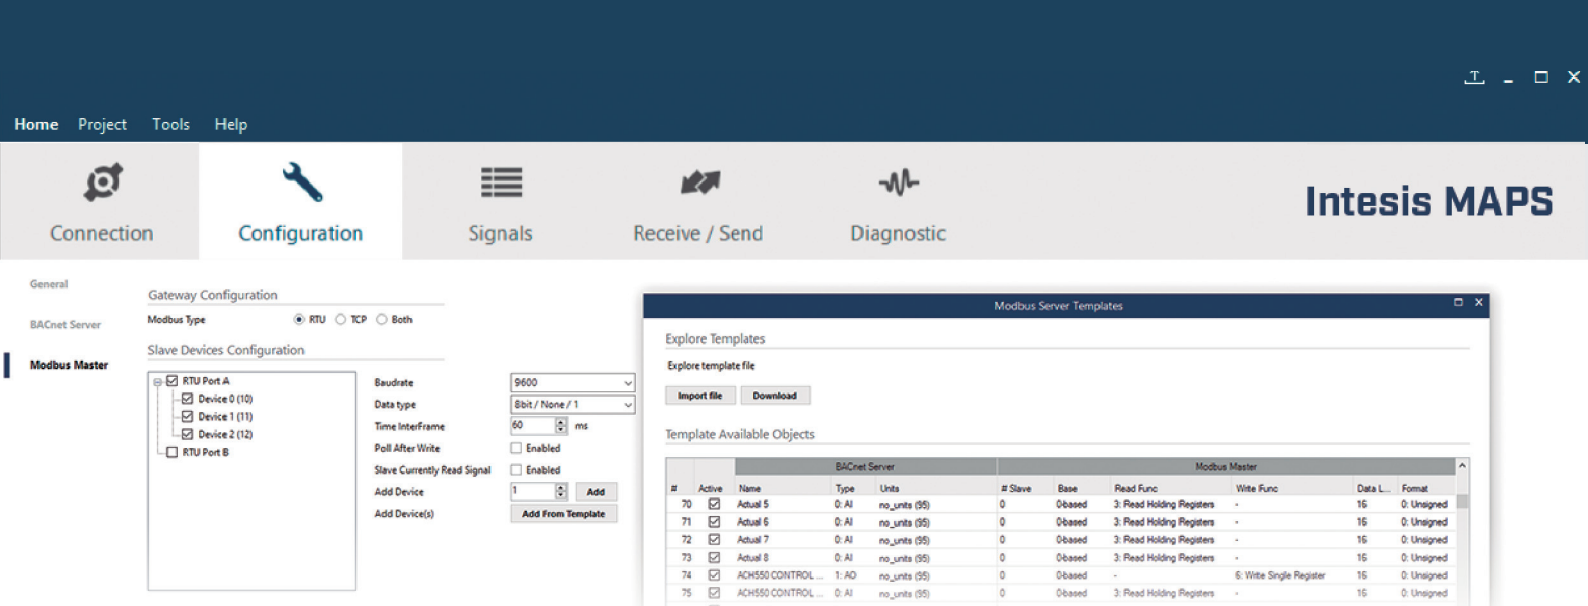 Home Project Tools Help
Connection Configuration Signals Receive / Send Diagnostic
Intesis MAPS
General
BACnet Server
Modbus Master
Gateway Configuration
Modbus Type RTU TCP Both
Slave Devices Configuration
RTU Port A
Device 0 (10)
Device 1 (11)
Device 2 (12)
RTU Port B
Baudrate 9600
Data type 8bit / None / 1
Time InterFrame 60 ms
Poll After Write Enabled
Slave Currently Read Signal Enabled
Add Device 1 Add
Add Device(s) Add From Template
Modbus Server Templates
Explore Templates
Explore template file
Import file Download
Template Available Objects
BACnet Server Modbus Master
# Active Name Type Units # Slave Base Read Func Write Func Data L... Format
70 Actual 5 0: AI no_units (95) 0 0-based 3: Read Holding Registers - 16 0: Unsigned
71 Actual 6 0: AI no_units (95) 0 0-based 3: Read Holding Registers - 16 0: Unsigned
72 Actual 7 0: AI no_units (95) 0 0-based 3: Read Holding Registers - 16 0: Unsigned
73 Actual 8 0: AI no_units (95) 0 0-based 3: Read Holding Registers - 16 0: Unsigned
74 ACH550 CONTROL ... 1: AO no_units (95) 0 0-based - 6: Write Single Register 16 0: Unsigned
75 ACH550 CONTROL ... 0: AI no_units (95) 0 0-based 3: Read Holding Registers - 16 0: Unsigned